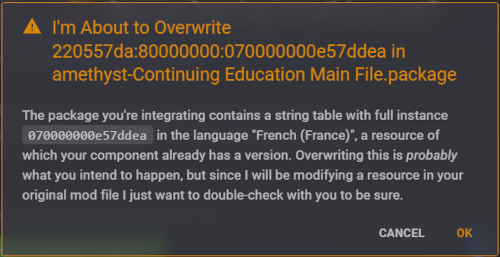 I'm About to Overwrite
220557da:80000000:070000000e57ddea in
amethyst-Continuing Education Main File.package
The package you're integrating contains a string table with full instance
070000000e57ddea in the language "French (France)", a resource of
which your component already has a version. Overwriting this is probably
what you intend to happen, but since I will be modifying a resource in your
original mod file I just want to double-check with you to be sure.
CANCEL OK